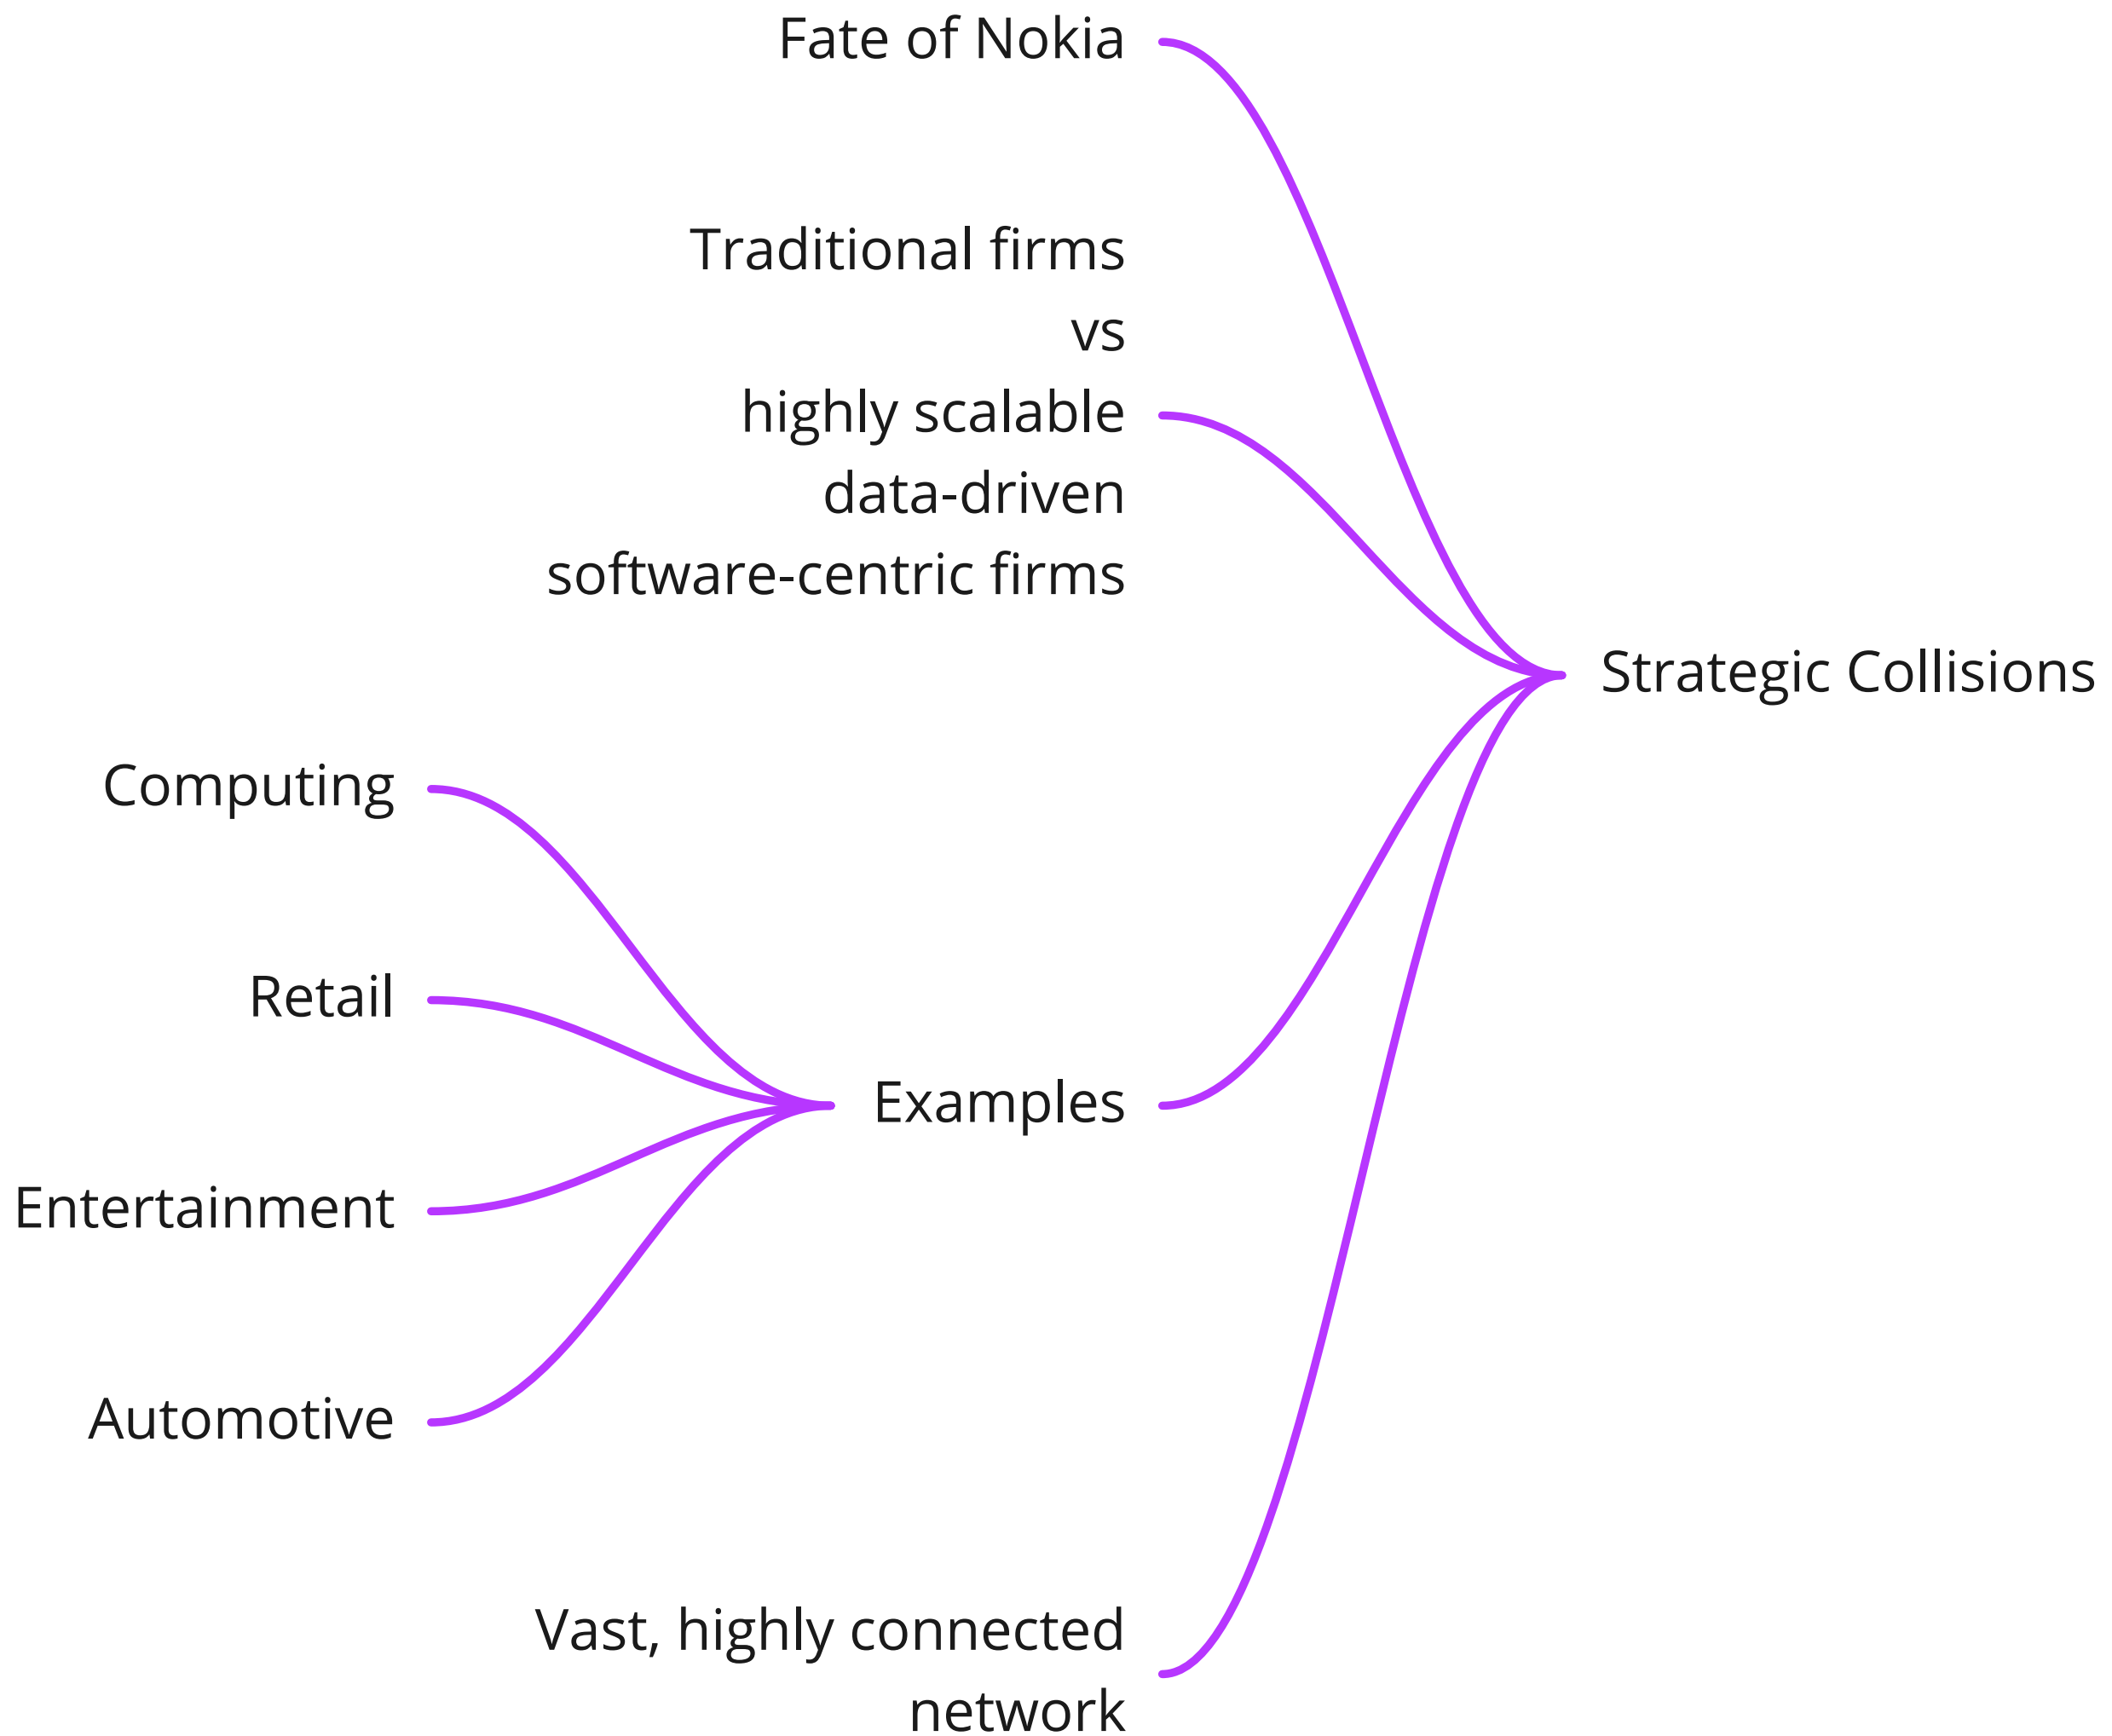 Fate of Nokia
Traditional firms
vs
highly scalable
data-driven
software-centric firms
Strategic Collisions
Computing
Retail
Examples
Entertainment
Automotive
Vast, highly connected
network